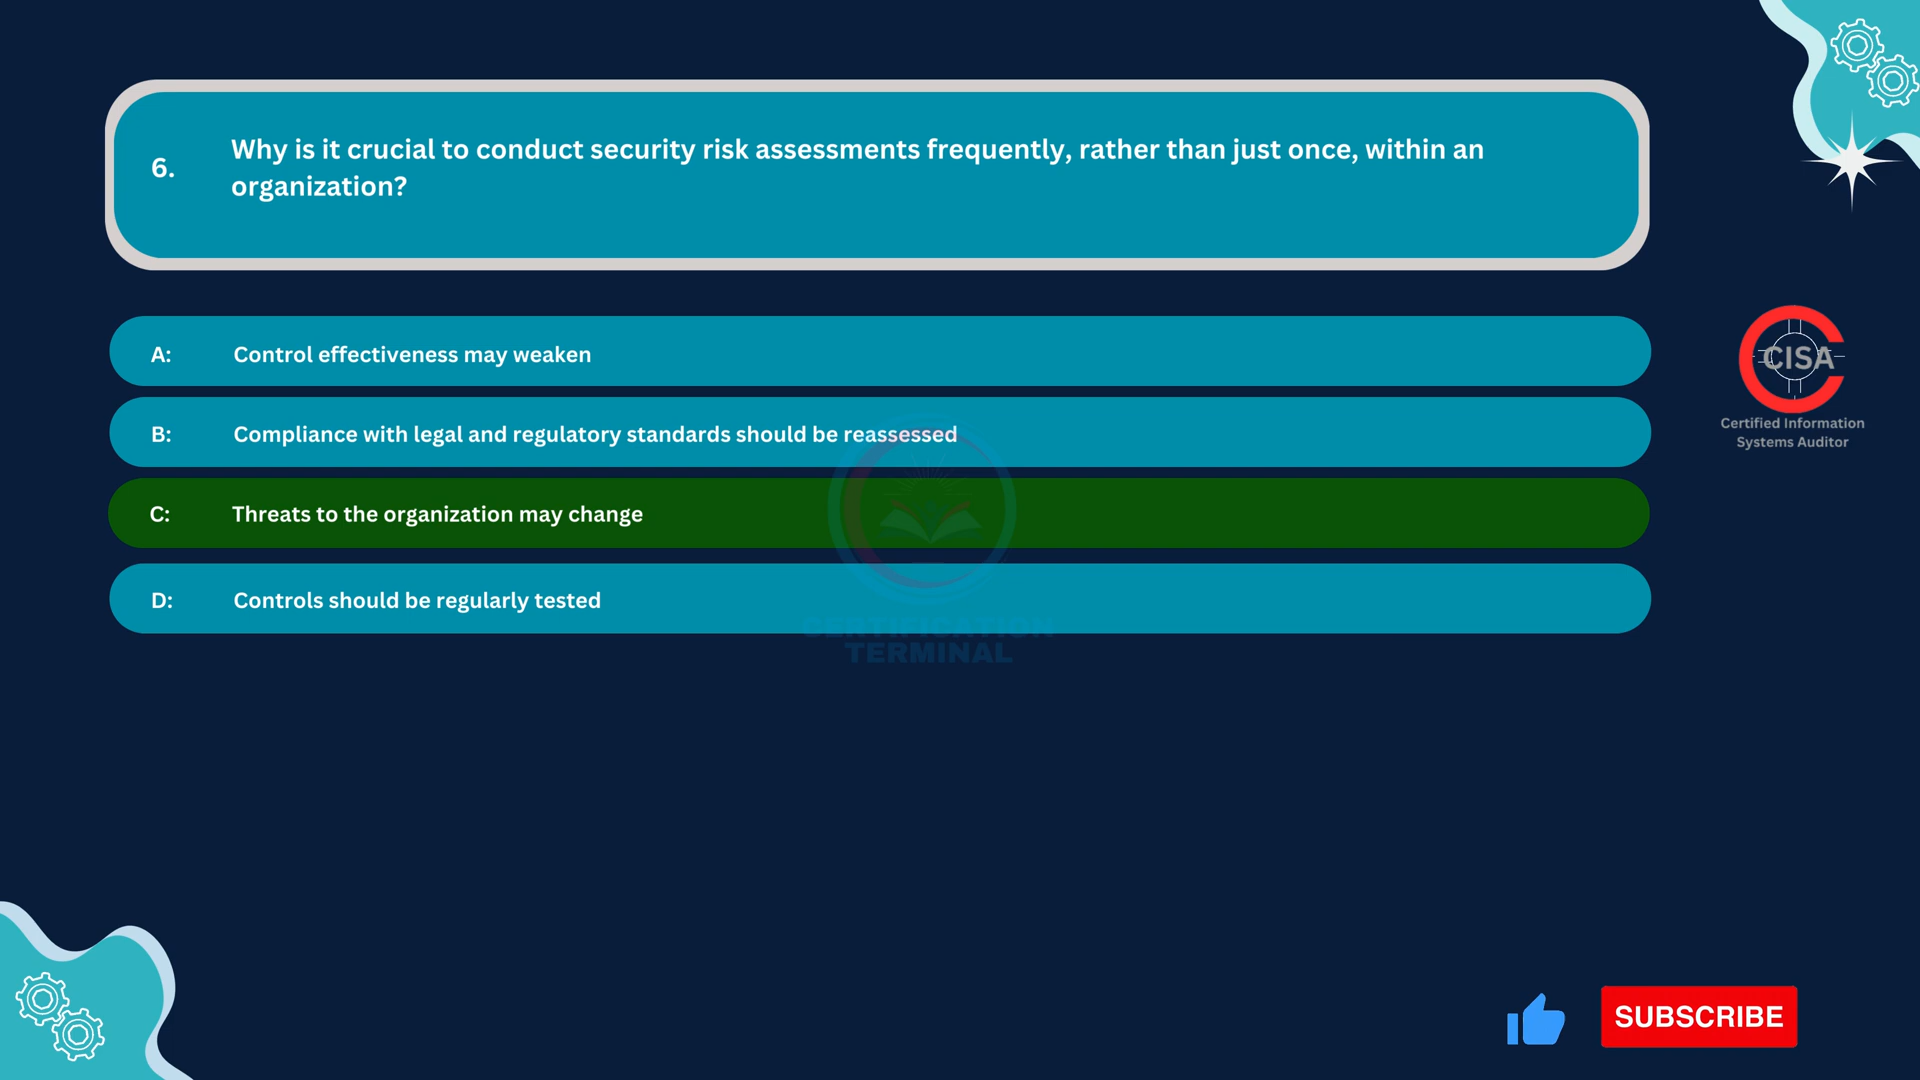 6.
Why is it crucial to conduct security risk assessments frequently, rather than just once, within an
organization?
A: Control effectiveness may weaken
B: Compliance with legal and regulatory standards should be reassessed
C: Threats to the organization may change
D: Controls should be regularly tested
CISA
Certified Information
Systems Auditor
CERTIFICATION
TERMINAL
SUBSCRIBE